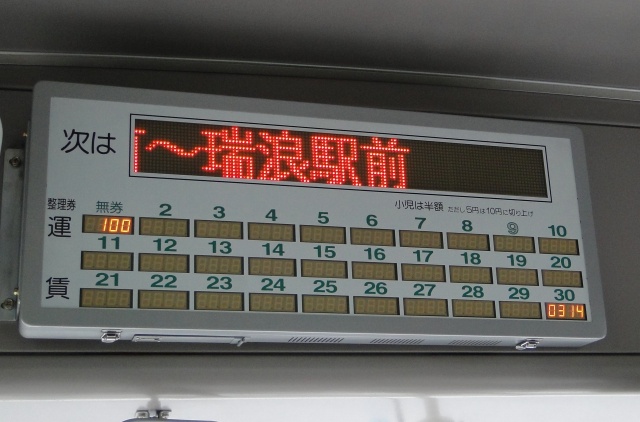 次は 〜瑞浪駅前
小児は半額 ただし5円は10円に切り上げ
整理券 無券 2 3 4 5 6 7 8 9 10
運 100
11 12 13 14 15 16 17 18 19 20
賃 21 22 23 24 25 26 27 28 29 30
0314